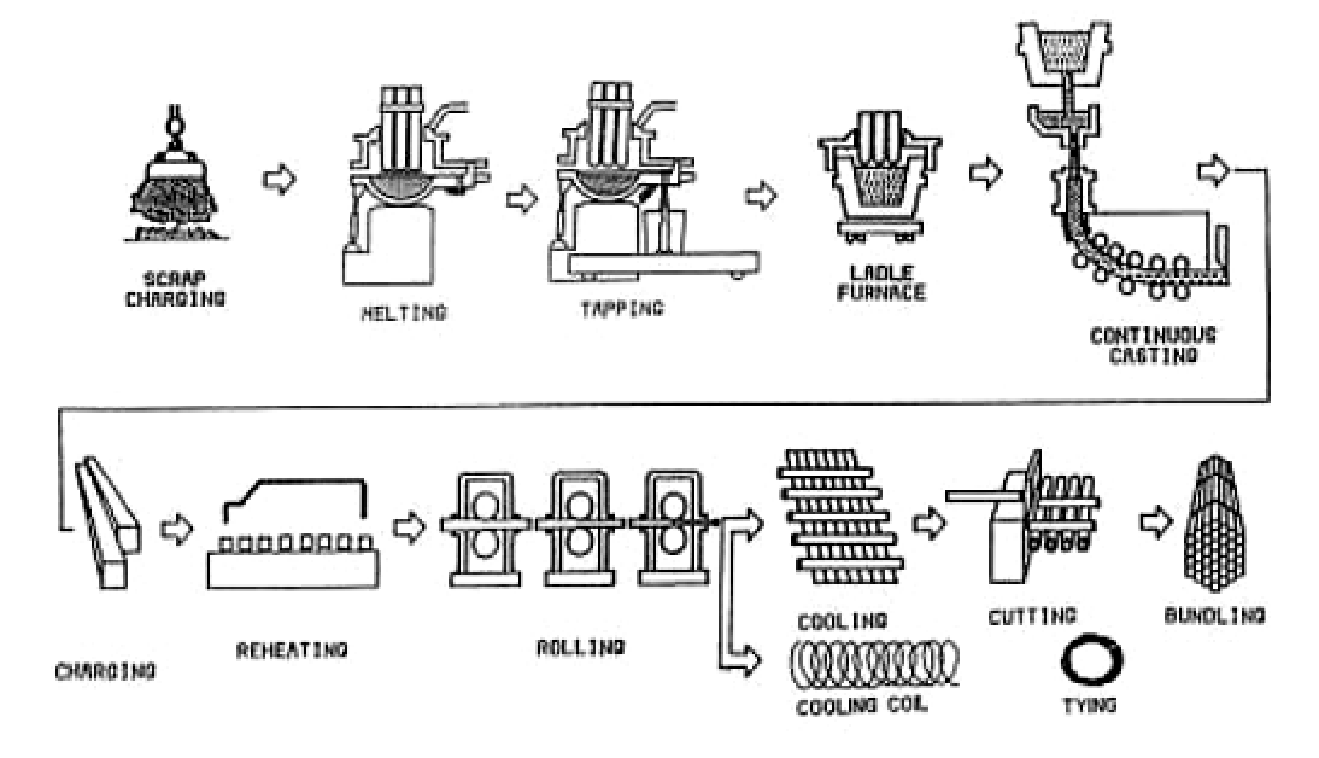 SCRAP
CHARGING
MELTING
TAPPING
LADLE
FURNACE
CONTINUOUS
CASTING
CHARGING
REHEATING
ROLLING
COOLING
CUTTING
BUNDLING
COOLING COIL
TYING